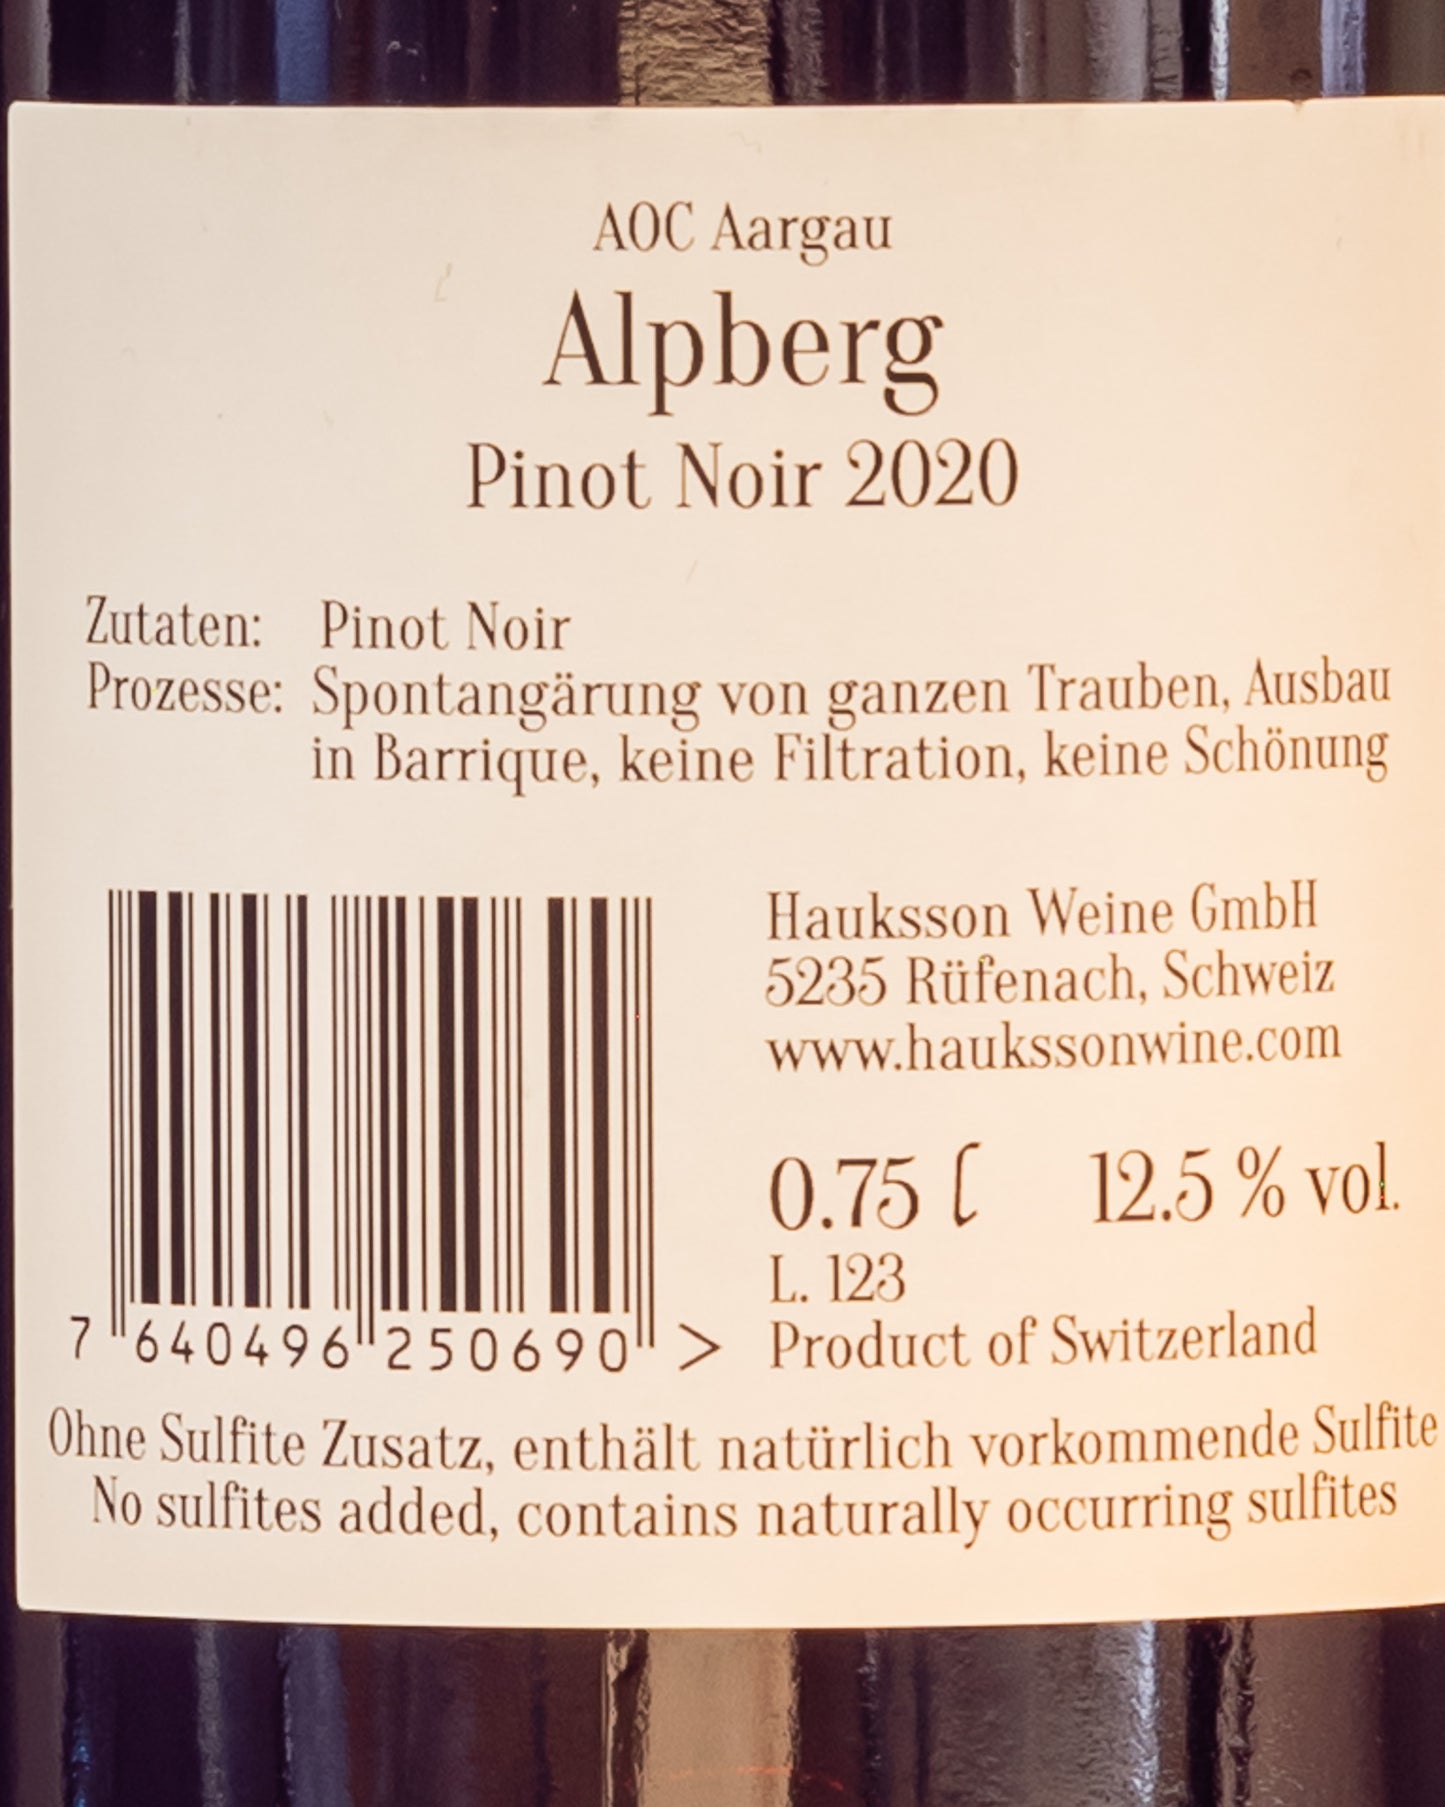 AOC Aargau
Alpberg
Pinot Noir 2020
Zutaten: Pinot Noir
Prozesse: Spontangärung von ganzen Trauben, Ausbau
in Barrique, keine Filtration, keine Schönung
Hauksson Weine GmbH
5235 Rüfenach, Schweiz
www.haukssonwine.com
0.75 l 12.5 % vol.
L. 123
Product of Switzerland
7 640496 250690 >
Ohne Sulfite Zusatz, enthält natürlich vorkommende Sulfite
No sulfites added, contains naturally occurring sulfites